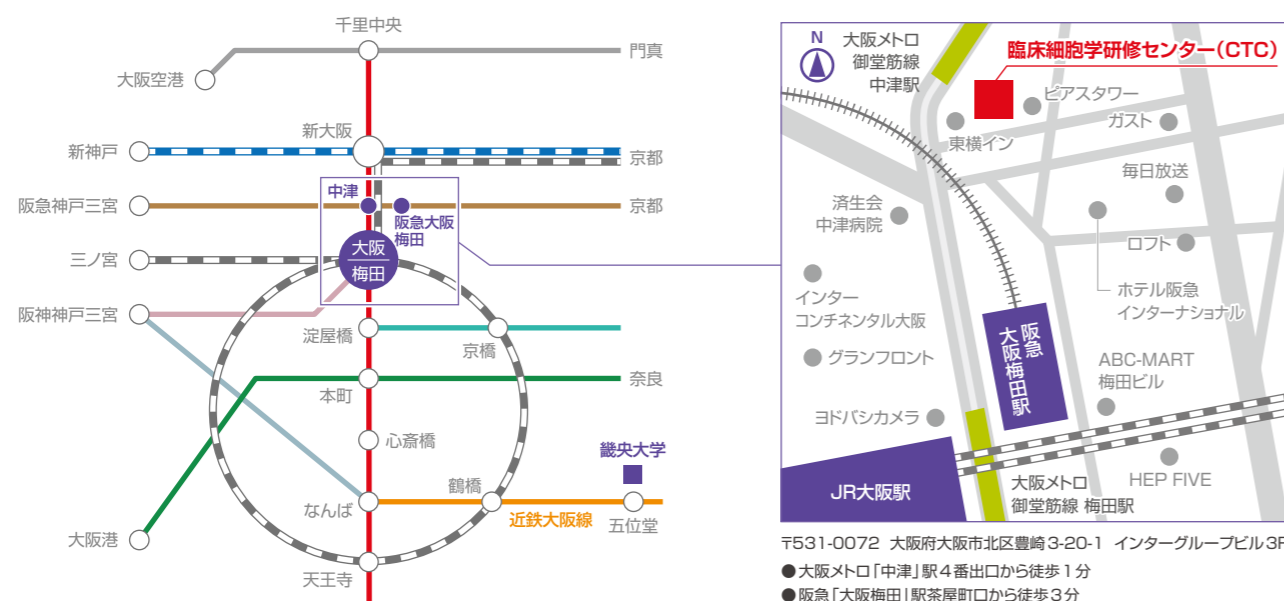 千里中央
門真
大阪空港
新大阪
新神戸
京都
中津
阪急神戸三宮
京都
阪急大阪
梅田
大阪
梅田
三ノ宮
阪神神戸三宮
淀屋橋
京橋
本町
奈良
心斎橋
畿央大学
鶴橋
なんば
近鉄大阪線
五位堂
大阪港
天王寺
N
大阪メトロ
御堂筋線
中津駅
臨床細胞学研修センター(CTC)
ピアスタワー
ガスト
東横イン
毎日放送
済生会
中津病院
ロフト
インター
コンチネンタル大阪
ホテル阪急
インターナショナル
グランフロント
阪急
大阪梅田駅
ABC-MART
梅田ビル
ヨドバシカメラ
JR大阪駅
大阪メトロ
御堂筋線 梅田駅
HEP FIVE
〒531-0072 大阪府大阪市北区豊崎3-20-1 インターグループビル3F
●大阪メトロ「中津」駅4番出口から徒歩1分
●阪急「大阪梅田」駅茶屋町口から徒歩3分